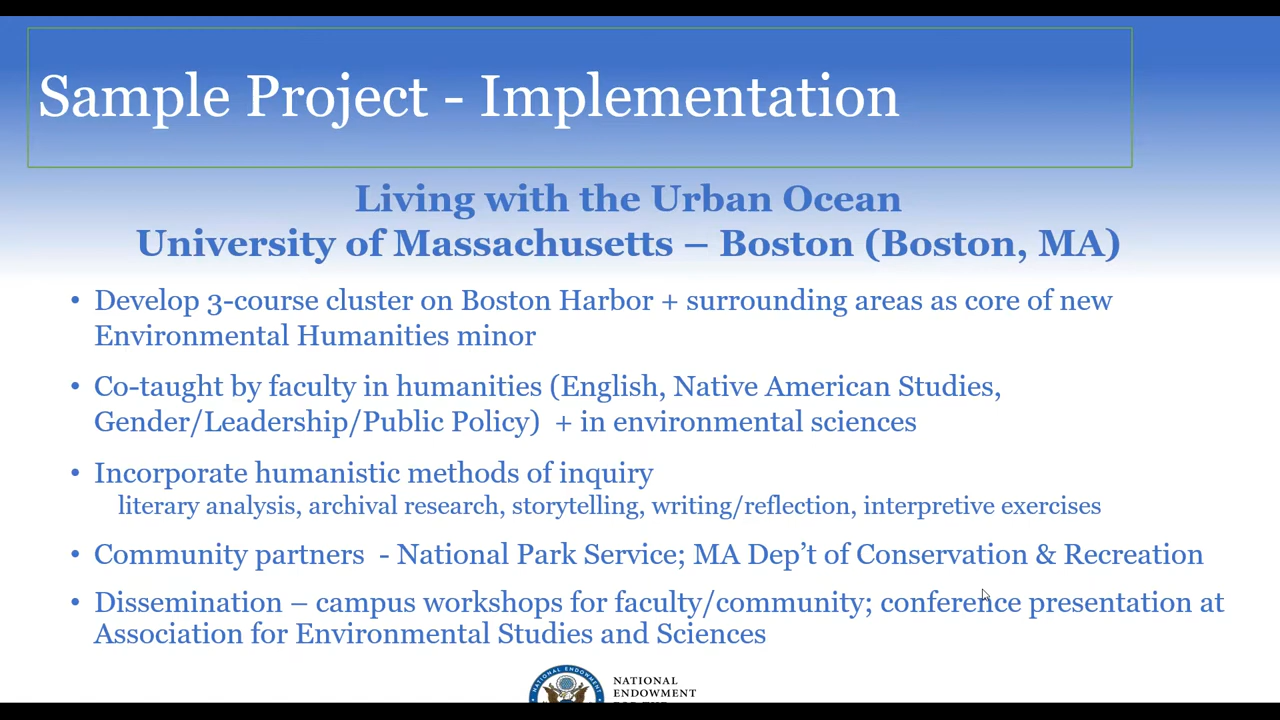 Sample Project - Implementation
Living with the Urban Ocean
University of Massachusetts – Boston (Boston, MA)
• Develop 3-course cluster on Boston Harbor + surrounding areas as core of new
Environmental Humanities minor
• Co-taught by faculty in humanities (English, Native American Studies,
Gender/Leadership/Public Policy) + in environmental sciences
• Incorporate humanistic methods of inquiry
literary analysis, archival research, storytelling, writing/reflection, interpretive exercises
• Community partners - National Park Service; MA Dep’t of Conservation & Recreation
• Dissemination – campus workshops for faculty/community; conference presentation at
Association for Environmental Studies and Sciences
NATIONAL ENDOWMENT
NATIONAL
ENDOWMENT